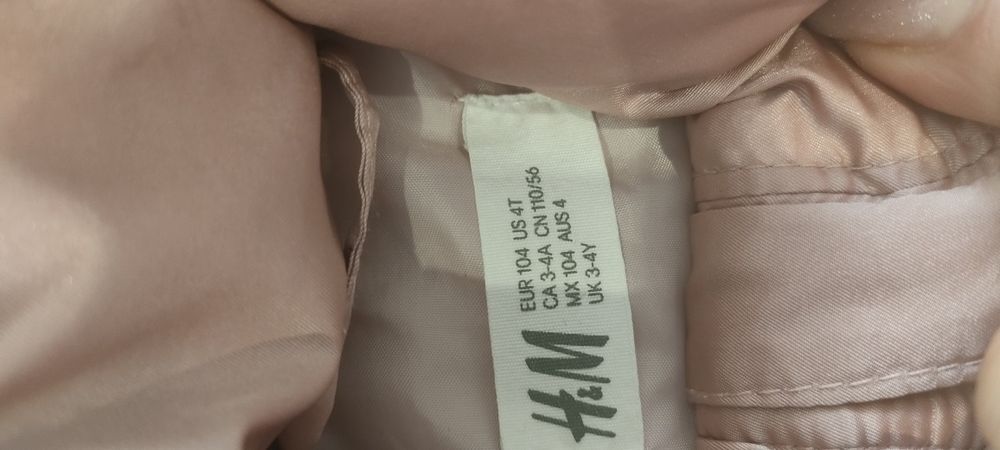 H&M
EUR 104 US 4T
CA 3-4A CN 110/56
MX 104 AUS 4
UK 3-4Y